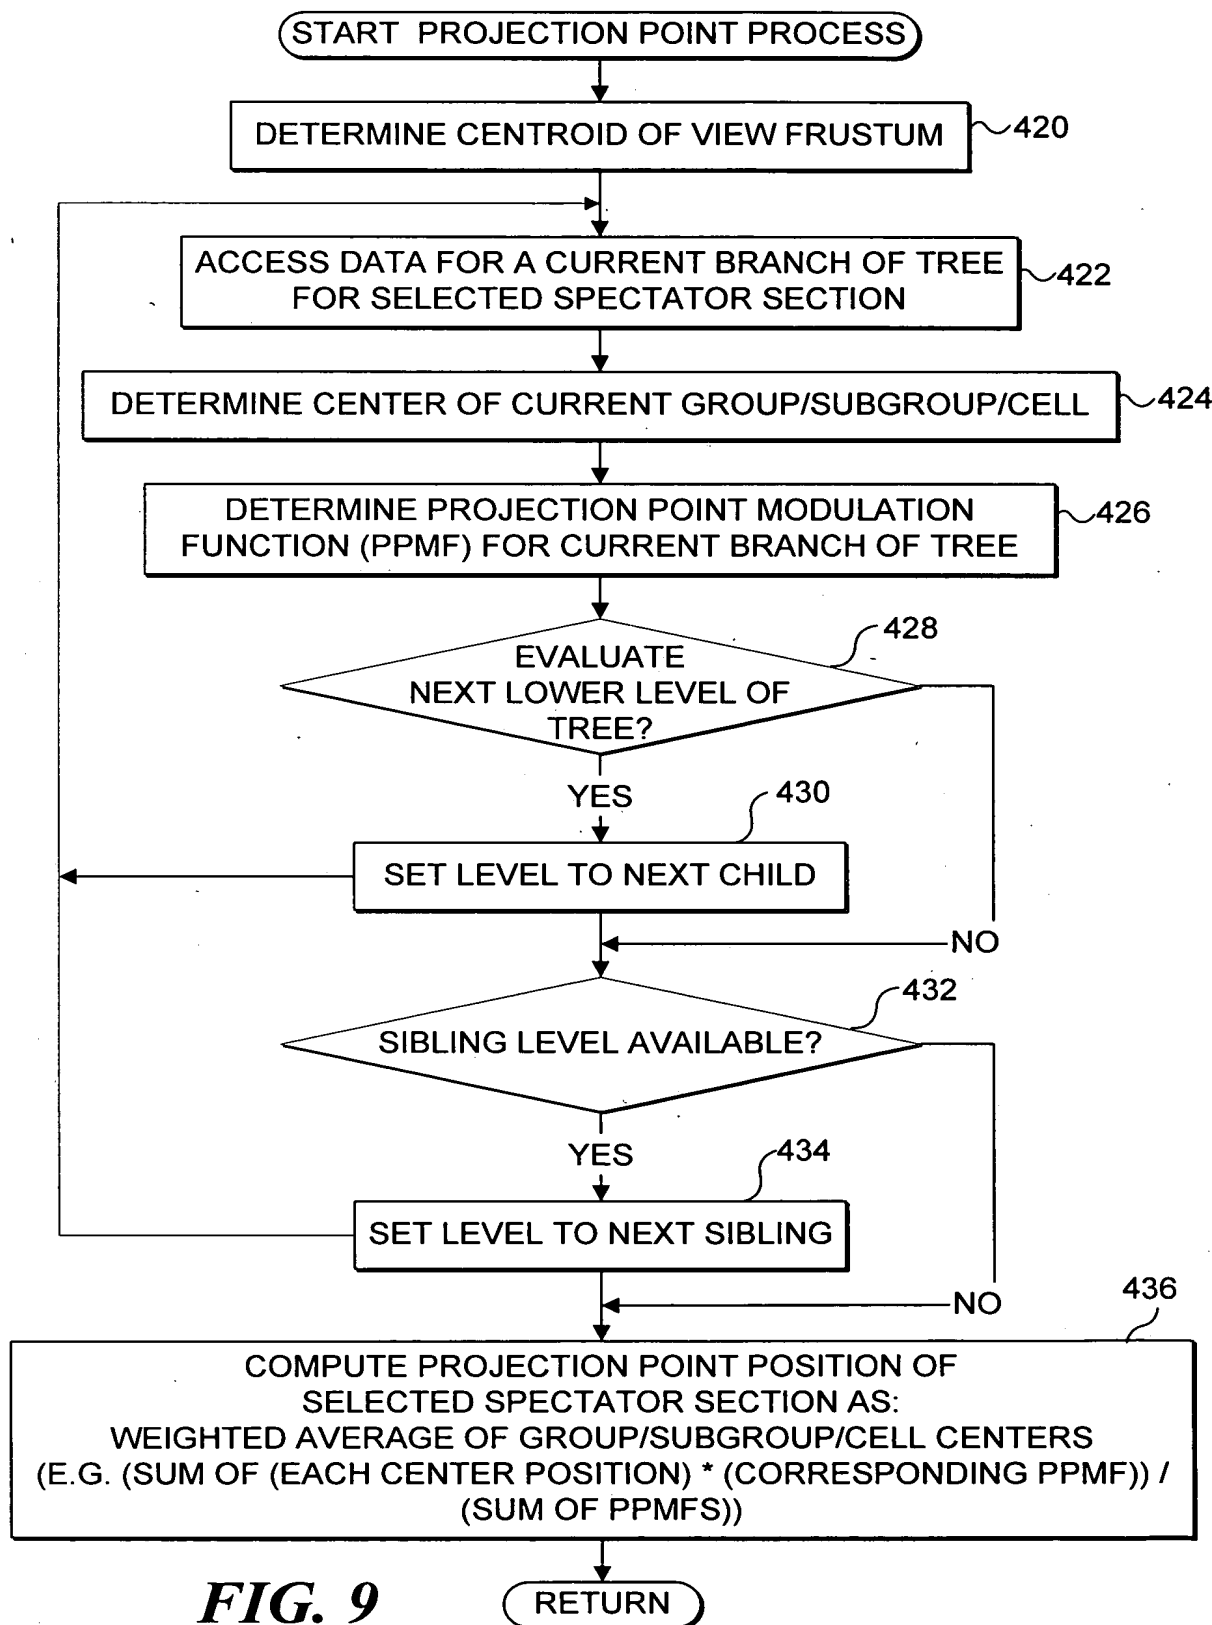 START PROJECTION POINT PROCESS
DETERMINE CENTROID OF VIEW FRUSTUM
420
ACCESS DATA FOR A CURRENT BRANCH OF TREE
FOR SELECTED SPECTATOR SECTION
422
DETERMINE CENTER OF CURRENT GROUP/SUBGROUP/CELL
424
DETERMINE PROJECTION POINT MODULATION
FUNCTION (PPMF) FOR CURRENT BRANCH OF TREE
426
428
EVALUATE
NEXT LOWER LEVEL OF
TREE?
YES
430
SET LEVEL TO NEXT CHILD
NO
432
SIBLING LEVEL AVAILABLE?
YES
434
SET LEVEL TO NEXT SIBLING
NO
436
COMPUTE PROJECTION POINT POSITION OF
SELECTED SPECTATOR SECTION AS:
WEIGHTED AVERAGE OF GROUP/SUBGROUP/CELL CENTERS
(E.G. (SUM OF (EACH CENTER POSITION) * (CORRESPONDING PPMF)) /
(SUM OF PPMFS))
FIG. 9
RETURN